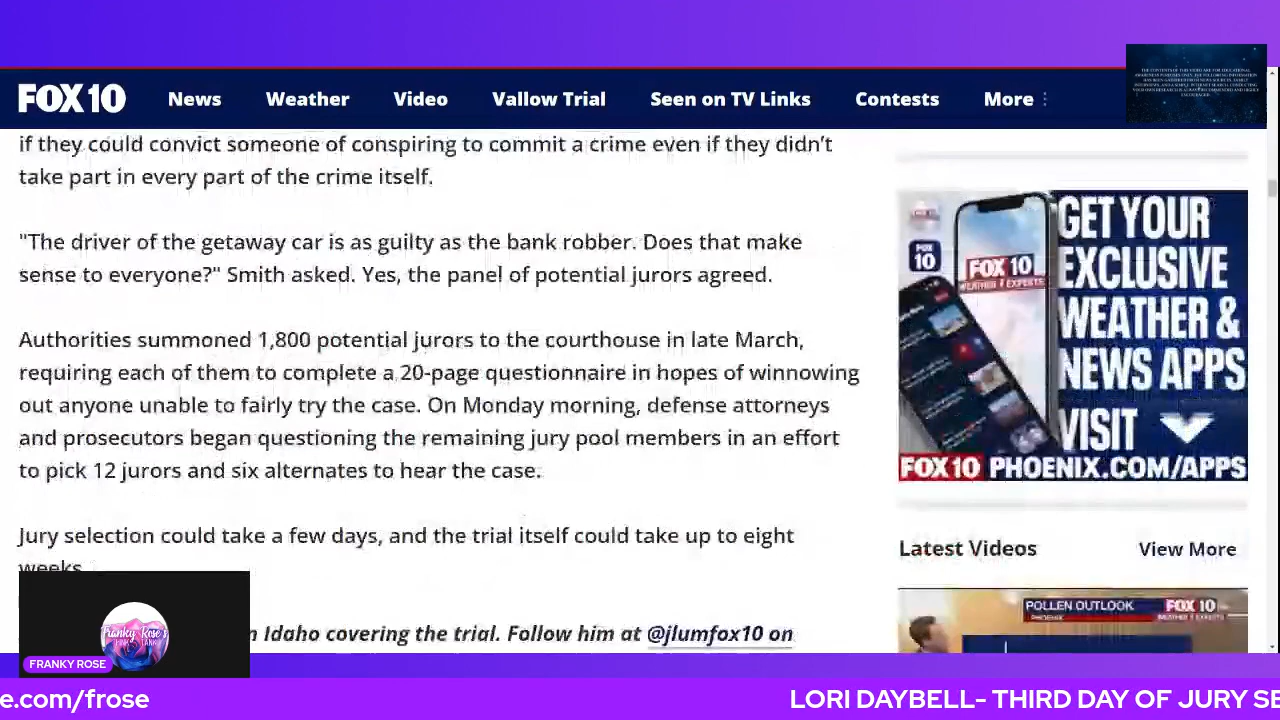 FOX 10
News
Weather
Video
Vallow Trial
Seen on TV Links
Contests
More
if they could convict someone of conspiring to commit a crime even if they didn't
take part in every part of the crime itself.
"The driver of the getaway car is as guilty as the bank robber. Does that make
sense to everyone?" Smith asked. Yes, the panel of potential jurors agreed.
Authorities summoned 1,800 potential jurors to the courthouse in late March,
requiring each of them to complete a 20-page questionnaire in hopes of winnowing
out anyone unable to fairly try the case. On Monday morning, defense attorneys
and prosecutors began questioning the remaining jury pool members in an effort
to pick 12 jurors and six alternates to hear the case.
Jury selection could take a few days, and the trial itself could take up to eight
weeks.
n Idaho covering the trial. Follow him at @jlumfox10 on
GET YOUR
EXCLUSIVE
WEATHER &
NEWS APPS
VISIT
FOX 10 PHOENIX.COM/APPS
FOX
10
FOX 10
WEATHER EXPERTS
Latest Videos
View More
POLLEN OUTLOOK
FOX 10
PHOENIX
WEATHER EXPERTS
Franky Rose's
FRANKY ROSE
e.com/frose
LORI DAYBELL- THIRD DAY OF JURY SE